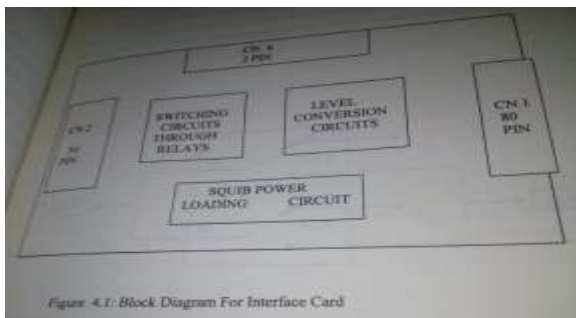 CN 4
2 PIN
SWITCHING
CIRCUITS
THROUGH
RELAYS
LEVEL
CONVERSION
CIRCUITS
CN 1
80
PIN
CN 2
PIN
SQUIB POWER
LOADING CIRCUIT
Figure 4.1: Block Diagram For Interface Card